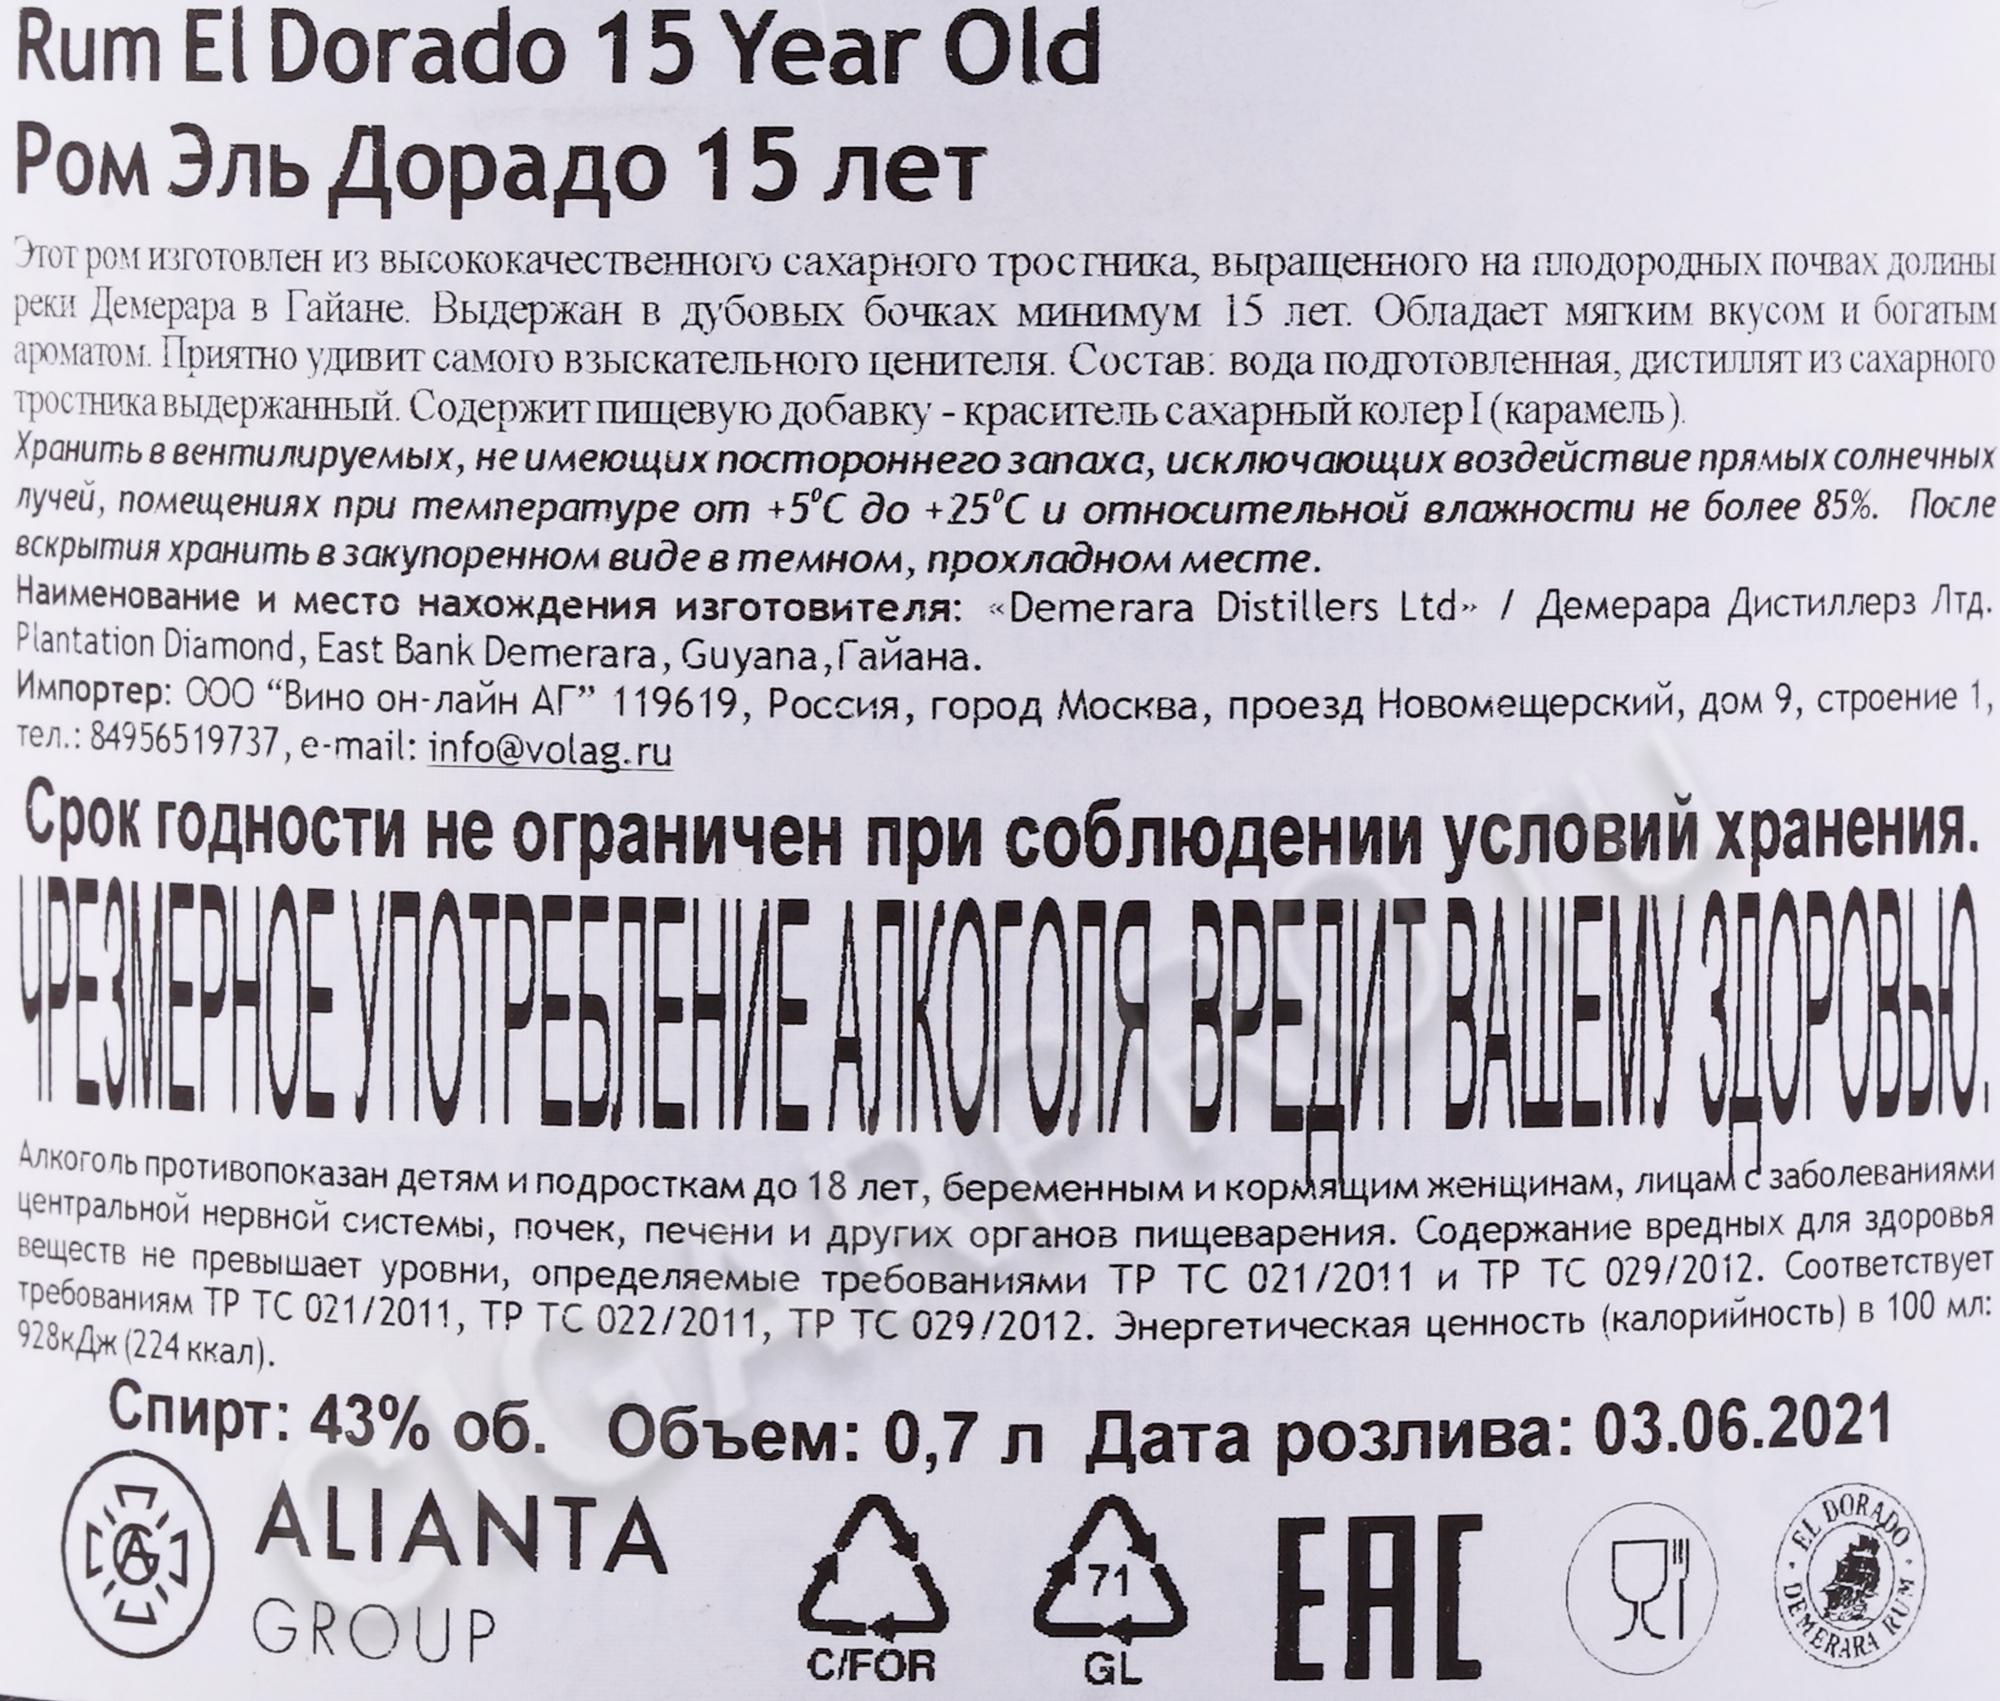 Rum El Dorado 15 Year Old
Ром Эль Дорадо 15 лет
Этот ром изготовлен из высококачественного сахарного тростника, выращенного на плодородных почвах долины
реки Демерара в Гайане. Выдержан в дубовых бочках минимум 15 лет. Обладает мягким вкусом и богатым
ароматом. Приятно удивит самого взыскательного ценителя. Состав: вода подготовленная, дистиллят из сахарного
тростника выдержанный. Содержит пищевую добавку - краситель сахарный колер I (карамель).
Хранить в вентилируемых, не имеющих постороннего запаха, исключающих воздействие прямых солнечных
лучей, помещениях при температуре от +5⁰С до +25⁰С и относительной влажности не более 85%. После
вскрытия хранить в закупоренном виде в темном, прохладном месте.
Наименование и место нахождения изготовителя: «Demerara Distillers Ltd» / Демерара Дистиллерз Лтд.
Plantation Diamond, East Bank Demerara, Guyana,Гайана.
Импортер: ООО “Вино он-лайн АГ” 119619, Россия, город Москва, проезд Новомещерский, дом 9, строение 1,
тел.: 84956519737, e-mail: info@volag.ru
Срок годности не ограничен при соблюдении условий хранения.
ЧРЕЗМЕРНОЕ УПОТРЕБЛЕНИЕ АЛКОГОЛЯ ВРЕДИТ ВАШЕМУ ЗДОРОВЬЮ.
Алкоголь противопоказан детям и подросткам до 18 лет, беременным и кормящим женщинам, лицам с заболеваниями
центральной нервной системы, почек, печени и других органов пищеварения. Содержание вредных для здоровья
веществ не превышает уровни, определяемые требованиями ТР ТС 021/2011 и ТР ТС 029/2012. Соответствует
требованиям ТР ТС 021/2011, ТР ТС 022/2011, ТР ТС 029/2012. Энергетическая ценность (калорийность) в 100 мл:
928кДж (224 ккал).
Спирт: 43% об. Объем: 0,7 л Дата розлива: 03.06.2021
AG ALIANTA
GROUP
C/FOR
71
GL
EAC
EL DORADO
DEMERARA RUM
CIGARPRO.ru